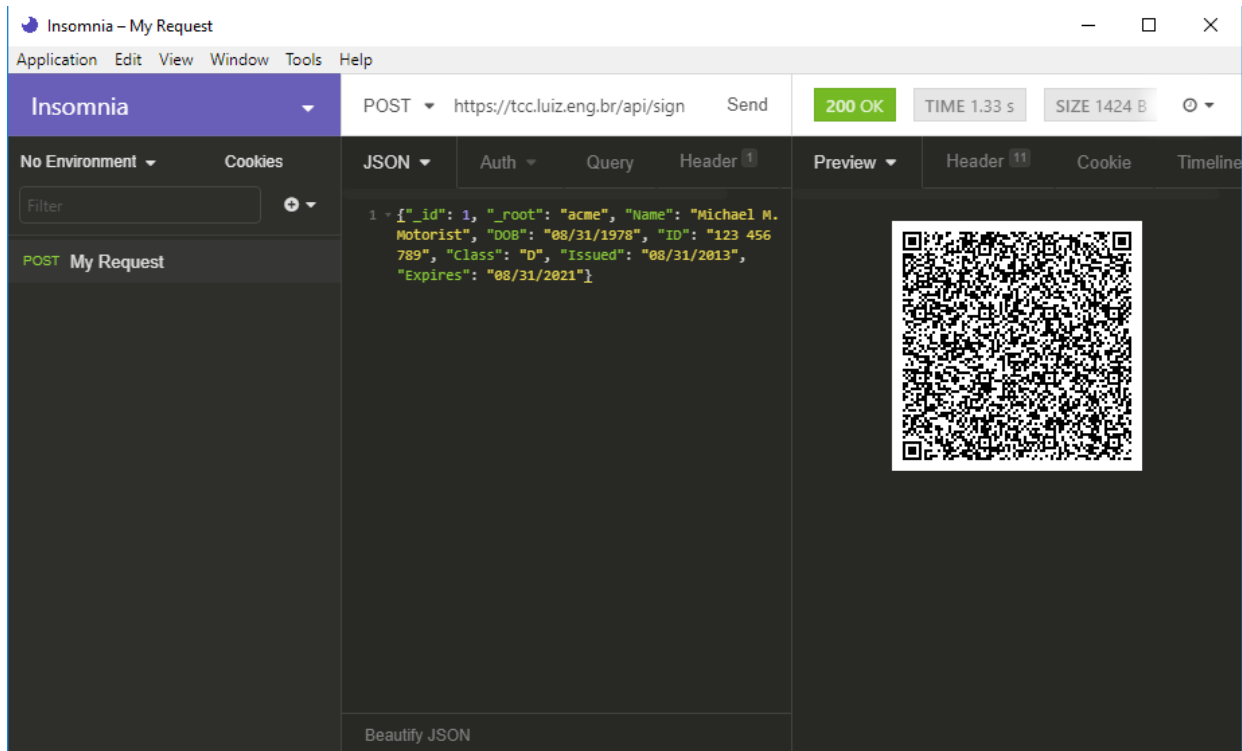 Insomnia – My Request
Application Edit View Window Tools Help
Insomnia
POST https://tcc.luiz.eng.br/api/sign Send
200 OK TIME 1.33 s SIZE 1424 B
No Environment Cookies
JSON Auth Query Header 1
Preview Header 11 Cookie Timeline
Filter
POST My Request
1 {"_id": 1, "_root": "acme", "Name": "Michael M.
Motorist", "DOB": "08/31/1978", "ID": "123 456
789", "Class": "D", "Issued": "08/31/2013",
"Expires": "08/31/2021"}
Beautify JSON